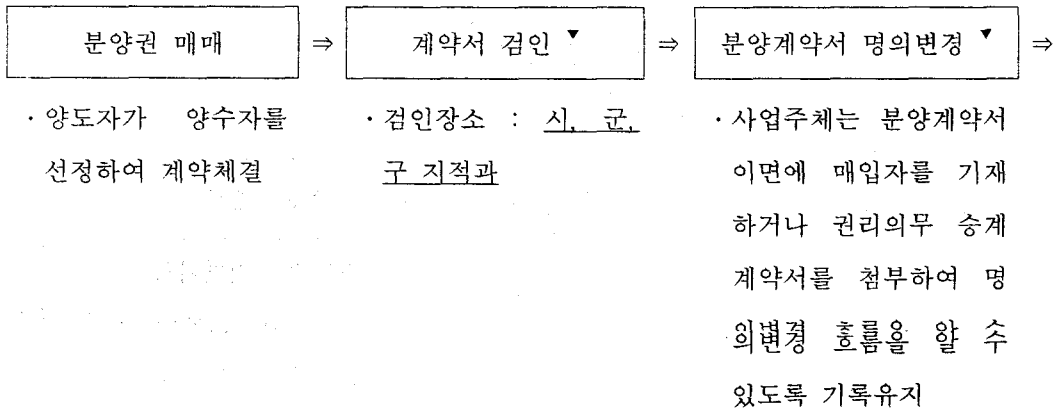 분양권 매매 ⇒ 계약서 검인 ▼ ⇒ 분양계약서 명의변경 ▼ ⇒
· 양도자가 양수자를
선정하여 계약체결
· 검인장소 : 시, 군,
구 지적과
· 사업주체는 분양계약서
이면에 매입자를 기재
하거나 권리의무 승계
계약서를 첨부하여 명
의변경 흐름을 알 수
있도록 기록유지